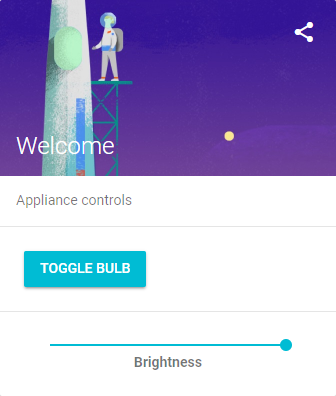 Welcome
Appliance controls
TOGGLE BULB
Brightness